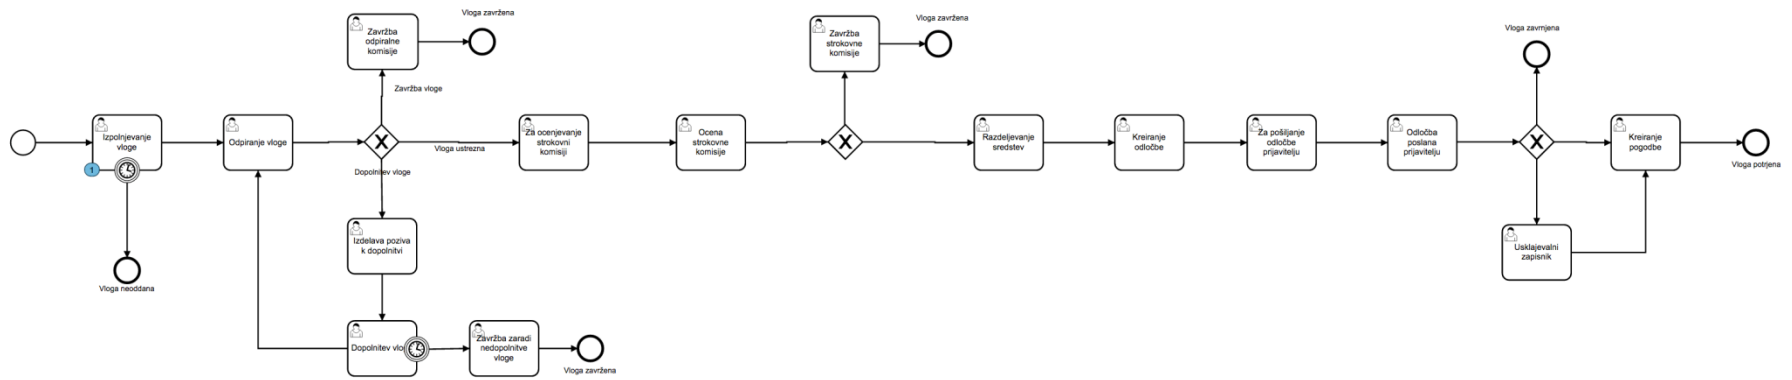 Vloga zavržena
Zavržba
odpiralne
komisije
Zavržba vloge
Vloga zavržena
Zavržba
strokovne
komisije
Vloga zavrnjena
Izpolnjevanje
vloge
1
Vloga neoddana
Odpiranje vloge
Vloga ustrezna
Dopolnitev vloge
Za ocenjevanje
strokovni
komisiji
Ocena
strokovne
komisije
Razdeljevanje
sredstev
Kreiranje
odločbe
Za pošiljanje
odločbe
prijavitelju
Odločba
poslana
prijavitelju
Kreiranje
pogodbe
Vloga potrjena
Izdelava poziva
k dopolnitvi
Usklajevalni
zapisnik
Dopolnitev vloge
Zavržba zaradi
nedopolnitve
vloge
Vloga zavržena